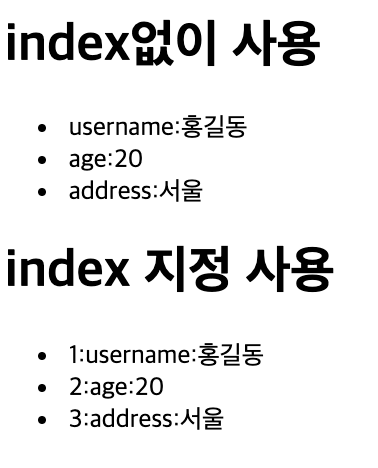 index없이 사용
username:홍길동
age:20
address:서울
index 지정 사용
1:username:홍길동
2:age:20
3:address:서울